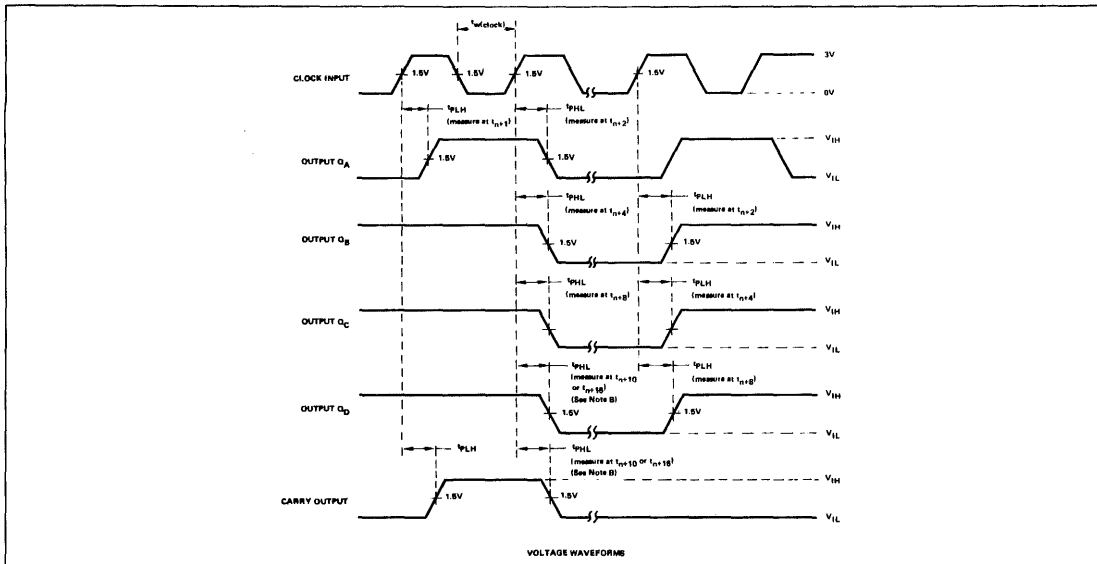 tw(clock)
3V
CLOCK INPUT
1.5V
1.5V
1.5V
1.5V
0V
tPLH
(measure at tn+1)
tPHL
(measure at tn+2)
VIH
OUTPUT QA
1.5V
1.5V
VIL
tPHL
(measure at tn+4)
tPLH
(measure at tn+2)
VIH
OUTPUT QB
1.5V
1.5V
VIL
tPHL
(measure at tn+8)
tPLH
(measure at tn+4)
VIH
OUTPUT QC
VIL
tPHL
(measure at tn+10
or tn+16)
(See Note B)
tPLH
(measure at tn+8)
VIH
OUTPUT QD
1.5V
1.5V
VIL
tPLH
tPHL
(measure at tn+10 or tn+16)
(See Note B)
VIH
CARRY OUTPUT
1.5V
1.5V
VIL
VOLTAGE WAVEFORMS